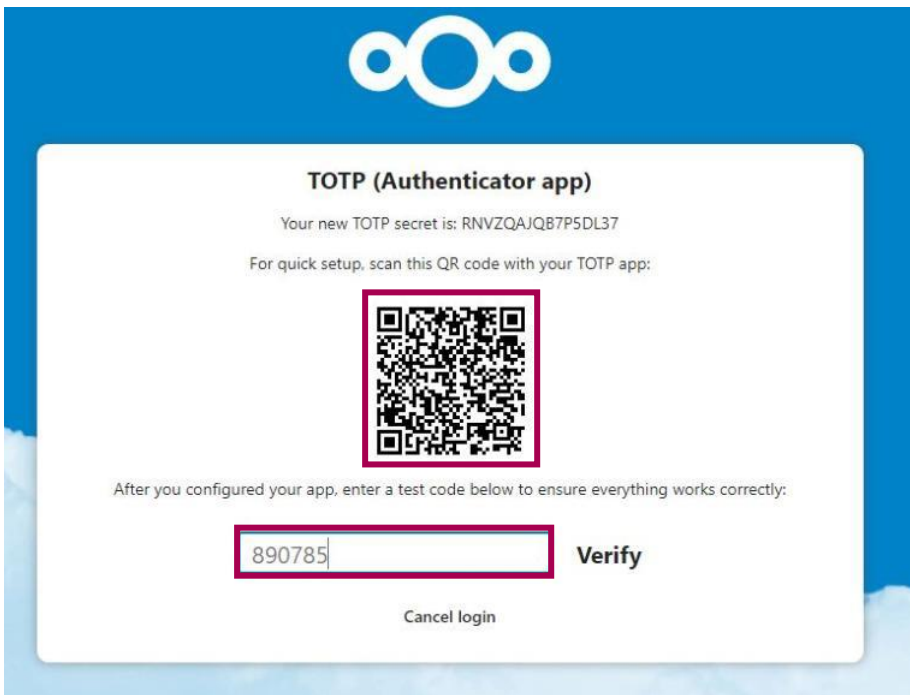 TOTP (Authenticator app)
Your new TOTP secret is: RNVZQAJQB7P5DL37
For quick setup, scan this QR code with your TOTP app:
After you configured your app, enter a test code below to ensure everything works correctly:
890785 Verify
Cancel login